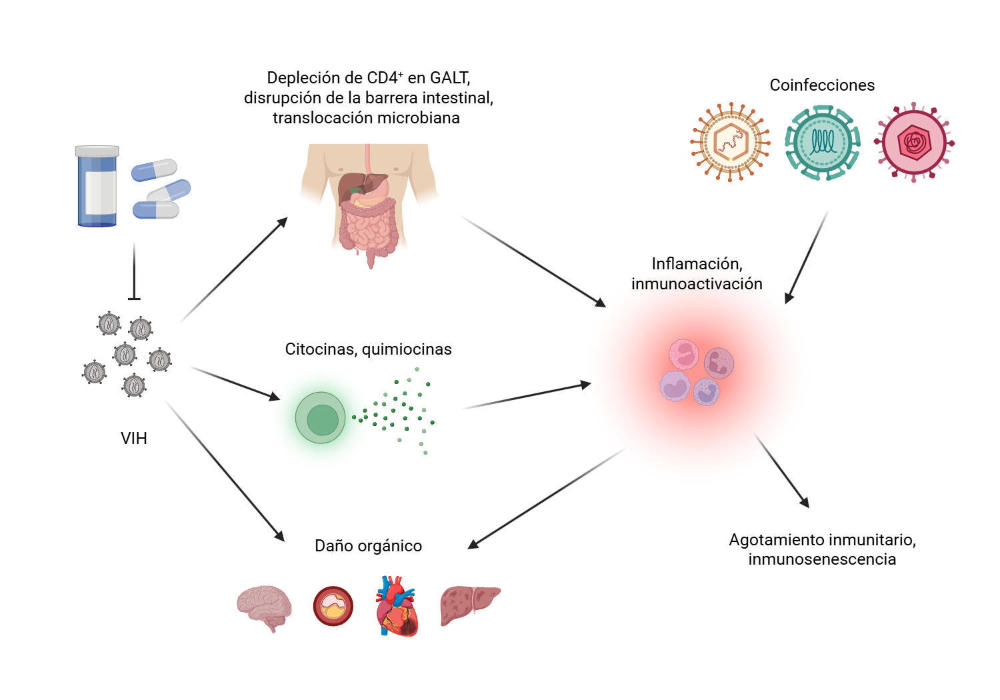 Depleción de CD4⁺ en GALT,
disrupción de la barrera intestinal,
translocación microbiana
Coinfecciones
Inflamación,
inmunoactivación
Citocinas, quimiocinas
VIH
Daño orgánico
Agotamiento inmunitario,
inmunosenescencia